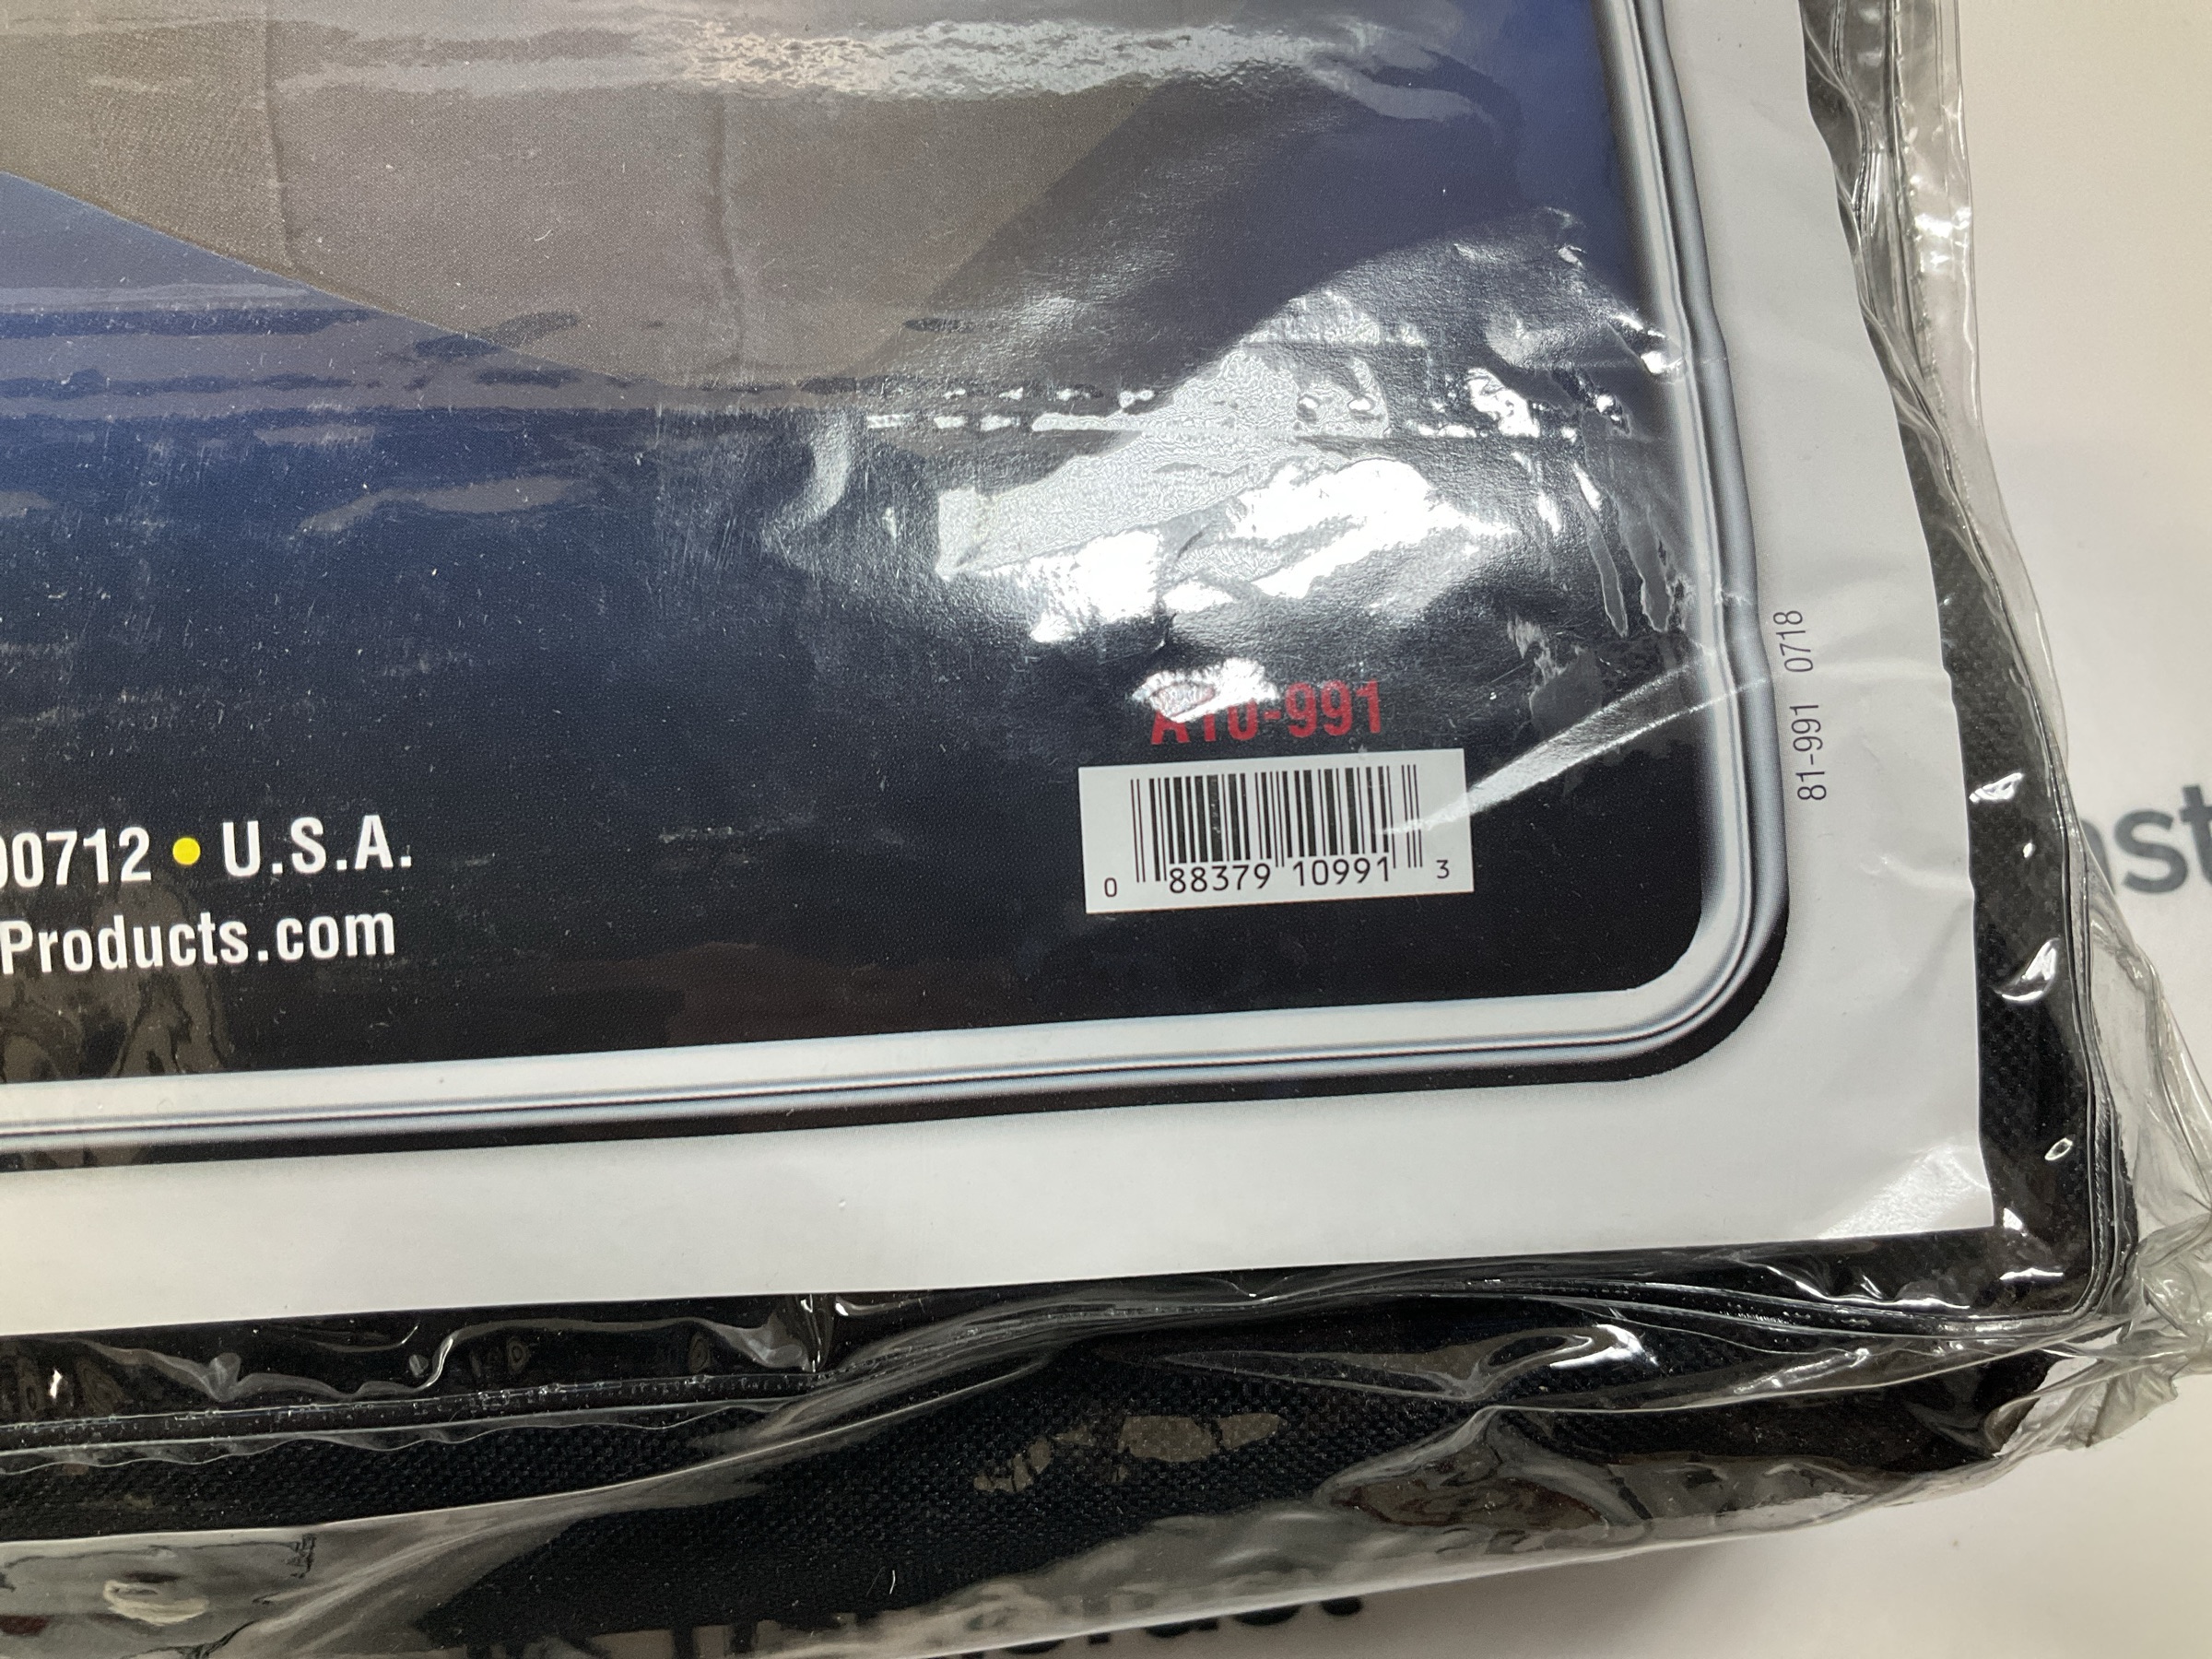 A10-991
0 88379 10991 3
00712 • U.S.A.
Products.com
81-991 0718